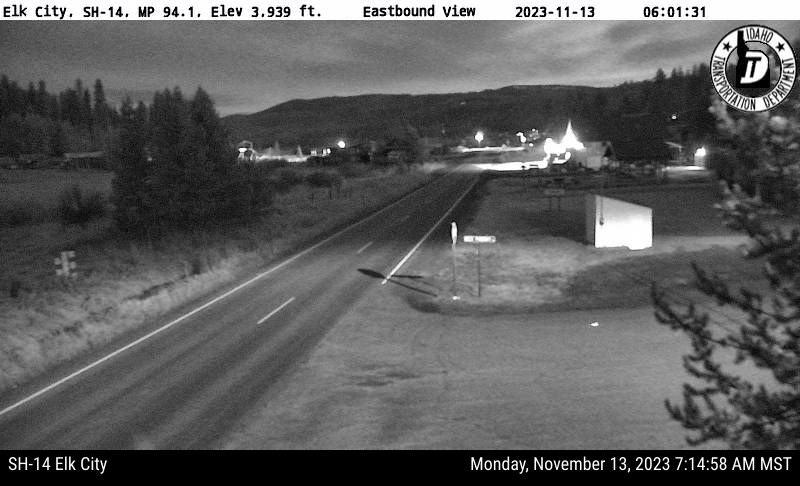 Elk City, SH-14, MP 94.1, Elev 3,939 ft. Eastbound View 2023-11-13 06:01:31
IDAHO
TRANSPORTATION DEPARTMENT
SH-14 Elk City Monday, November 13, 2023 7:14:58 AM MST